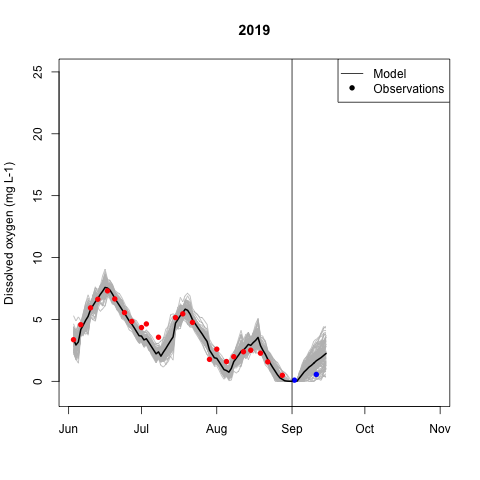 2019
Model
Observations
Dissolved oxygen (mg L-1)
25
20
15
10
5
0
Jun Jul Aug Sep Oct Nov